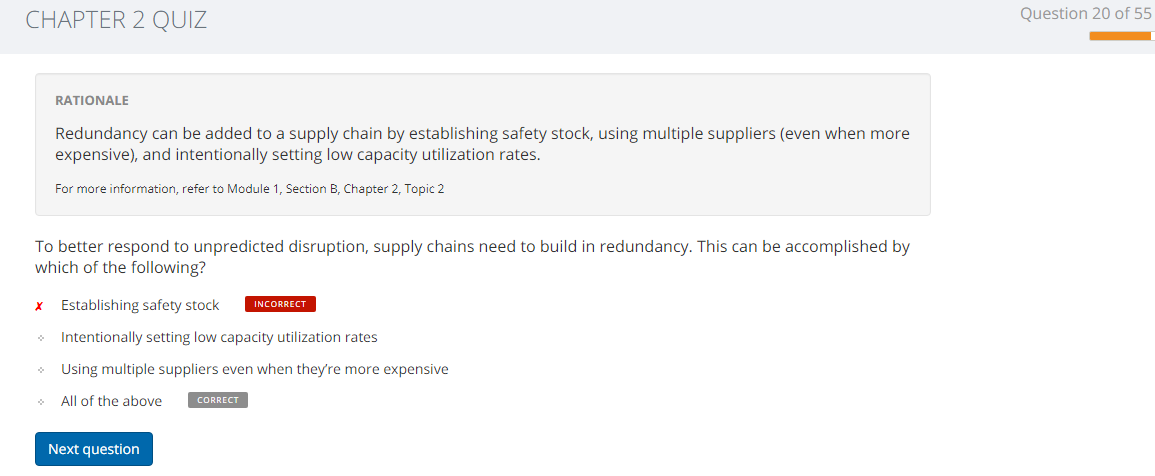 CHAPTER 2 QUIZ
Question 20 of 55
RATIONALE
Redundancy can be added to a supply chain by establishing safety stock, using multiple suppliers (even when more
expensive), and intentionally setting low capacity utilization rates.
For more information, refer to Module 1, Section B, Chapter 2, Topic 2
To better respond to unpredicted disruption, supply chains need to build in redundancy. This can be accomplished by
which of the following?
Establishing safety stock INCORRECT
Intentionally setting low capacity utilization rates
Using multiple suppliers even when they’re more expensive
All of the above CORRECT
Next question